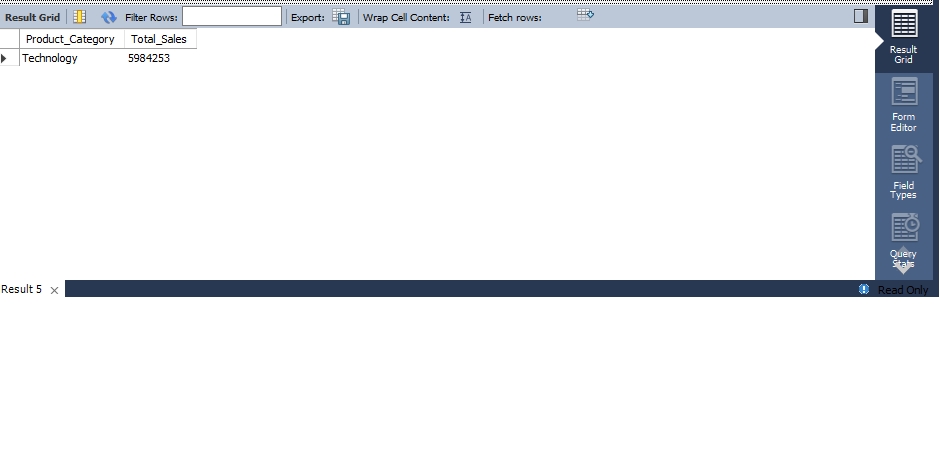 Result Grid Filter Rows: Export: Wrap Cell Content: Fetch rows:
Product_Category Total_Sales
Technology 5984253
Result
Grid
Form
Editor
Field
Types
Query
Stats
Result 5 ×
Read Only